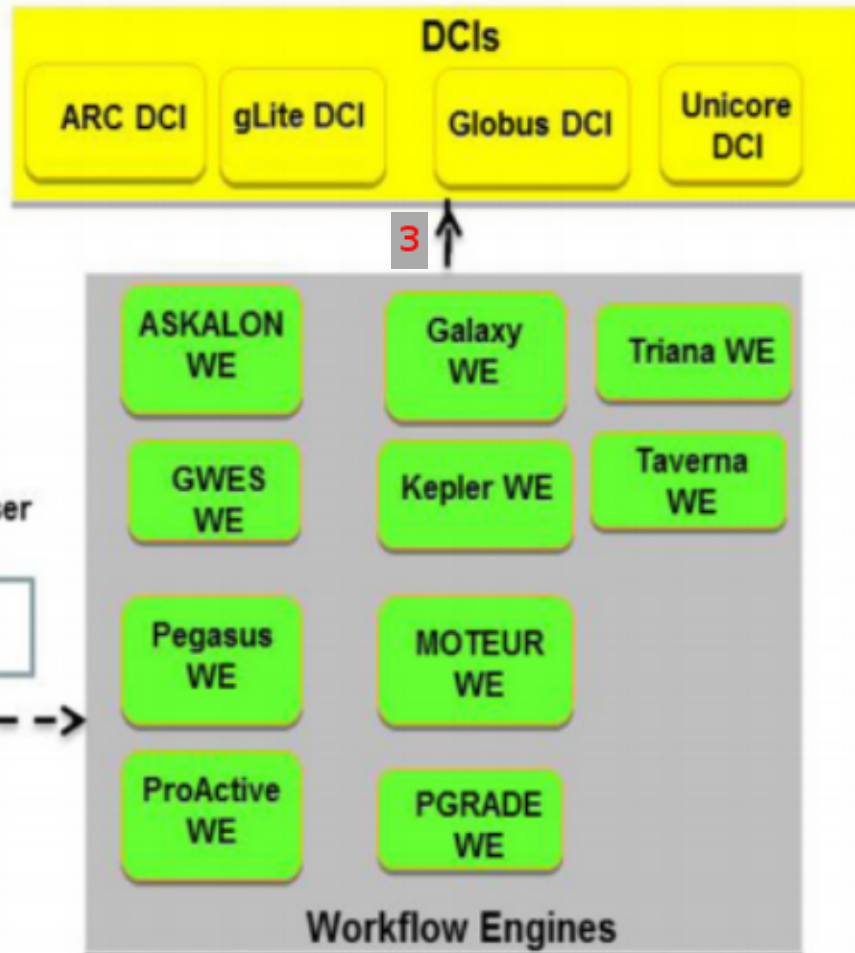 DCIs
ARC DCI
gLite DCI
Globus DCI
Unicore
DCI
3
ASKALON
WE
Galaxy
WE
Triana WE
GWES
WE
Kepler WE
Taverna
WE
ser
Pegasus
WE
MOTEUR
WE
ProActive
WE
PGRADE
WE
Workflow Engines